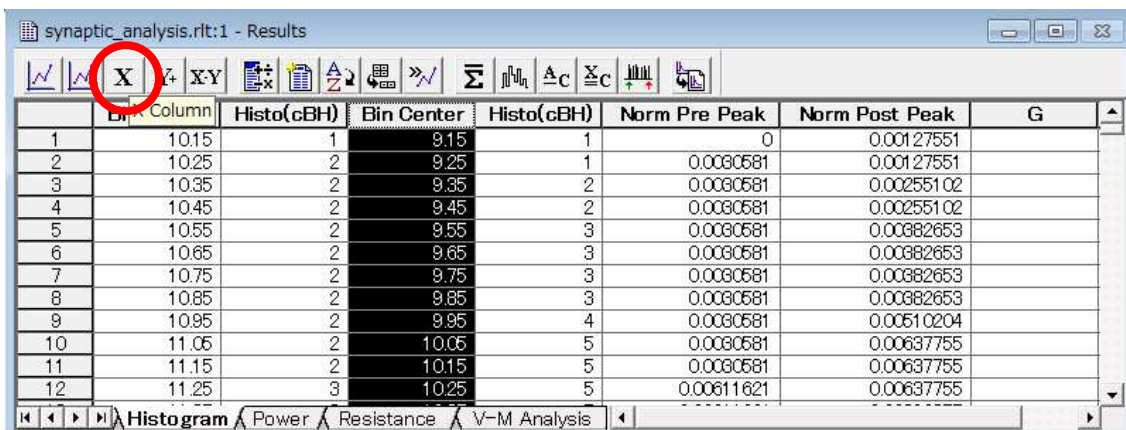 synaptic_analysis.rlt:1 - Results
X Y+ X-Y A Z Σ A C X C
X Column Histo(cBH) Bin Center Histo(cBH) Norm Pre Peak Norm Post Peak G
1 10.15 1 9.15 1 0 0.00127551
2 10.25 2 9.25 1 0.0030581 0.00127551
3 10.35 2 9.35 2 0.0030581 0.00255102
4 10.45 2 9.45 2 0.0030581 0.00255102
5 10.55 2 9.55 3 0.0030581 0.00382653
6 10.65 2 9.65 3 0.0030581 0.00382653
7 10.75 2 9.75 3 0.0030581 0.00382653
8 10.85 2 9.85 3 0.0030581 0.00382653
9 10.95 2 9.95 4 0.0030581 0.00510204
10 11.05 2 10.05 5 0.0030581 0.00637755
11 11.15 2 10.15 5 0.0030581 0.00637755
12 11.25 3 10.25 5 0.00611621 0.00637755
Histogram Power Resistance V-M Analysis